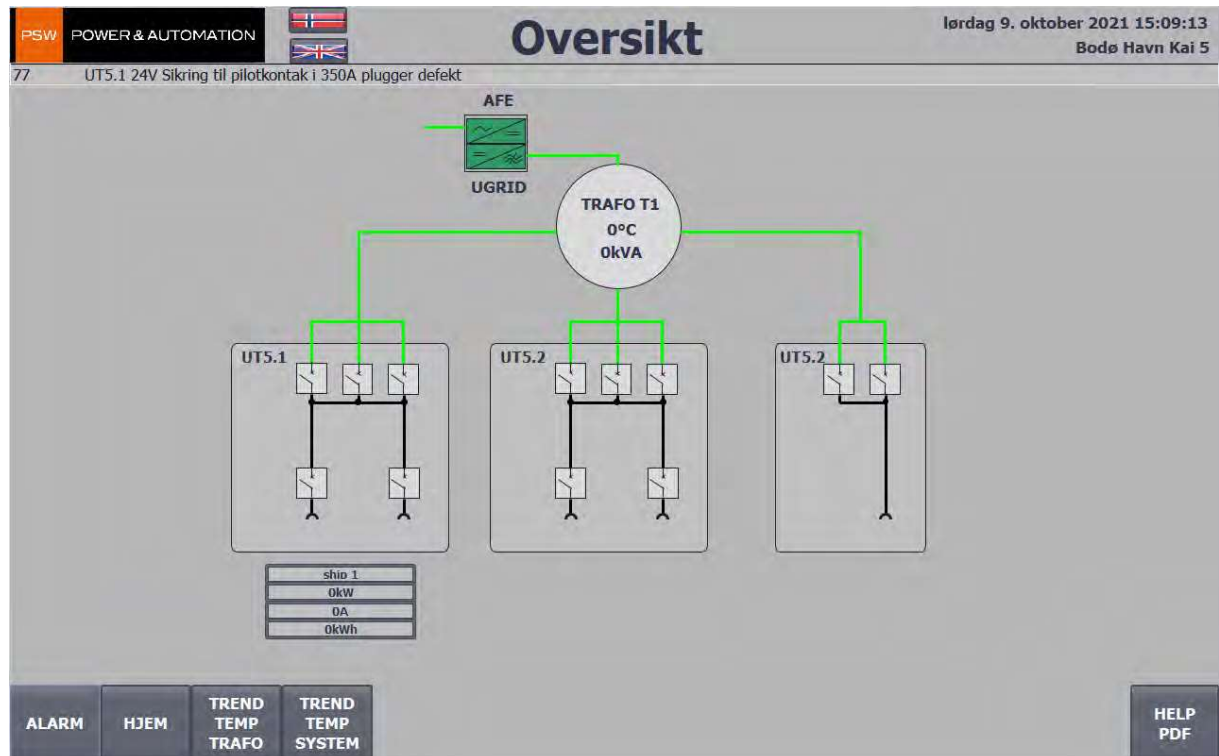 PSW POWER & AUTOMATION
Oversikt
lørdag 9. oktober 2021 15:09:13
Bodø Havn Kai 5
77 UT5.1 24V Sikring til pilotkontak i 350A plugger defekt
AFE
UGRID
TRAFO T1
0°C
0kVA
UT5.1
UT5.2
UT5.2
ship 1
0kW
0A
0kWh
ALARM
HJEM
TREND
TEMP
TRAFO
TREND
TEMP
SYSTEM
HELP
PDF